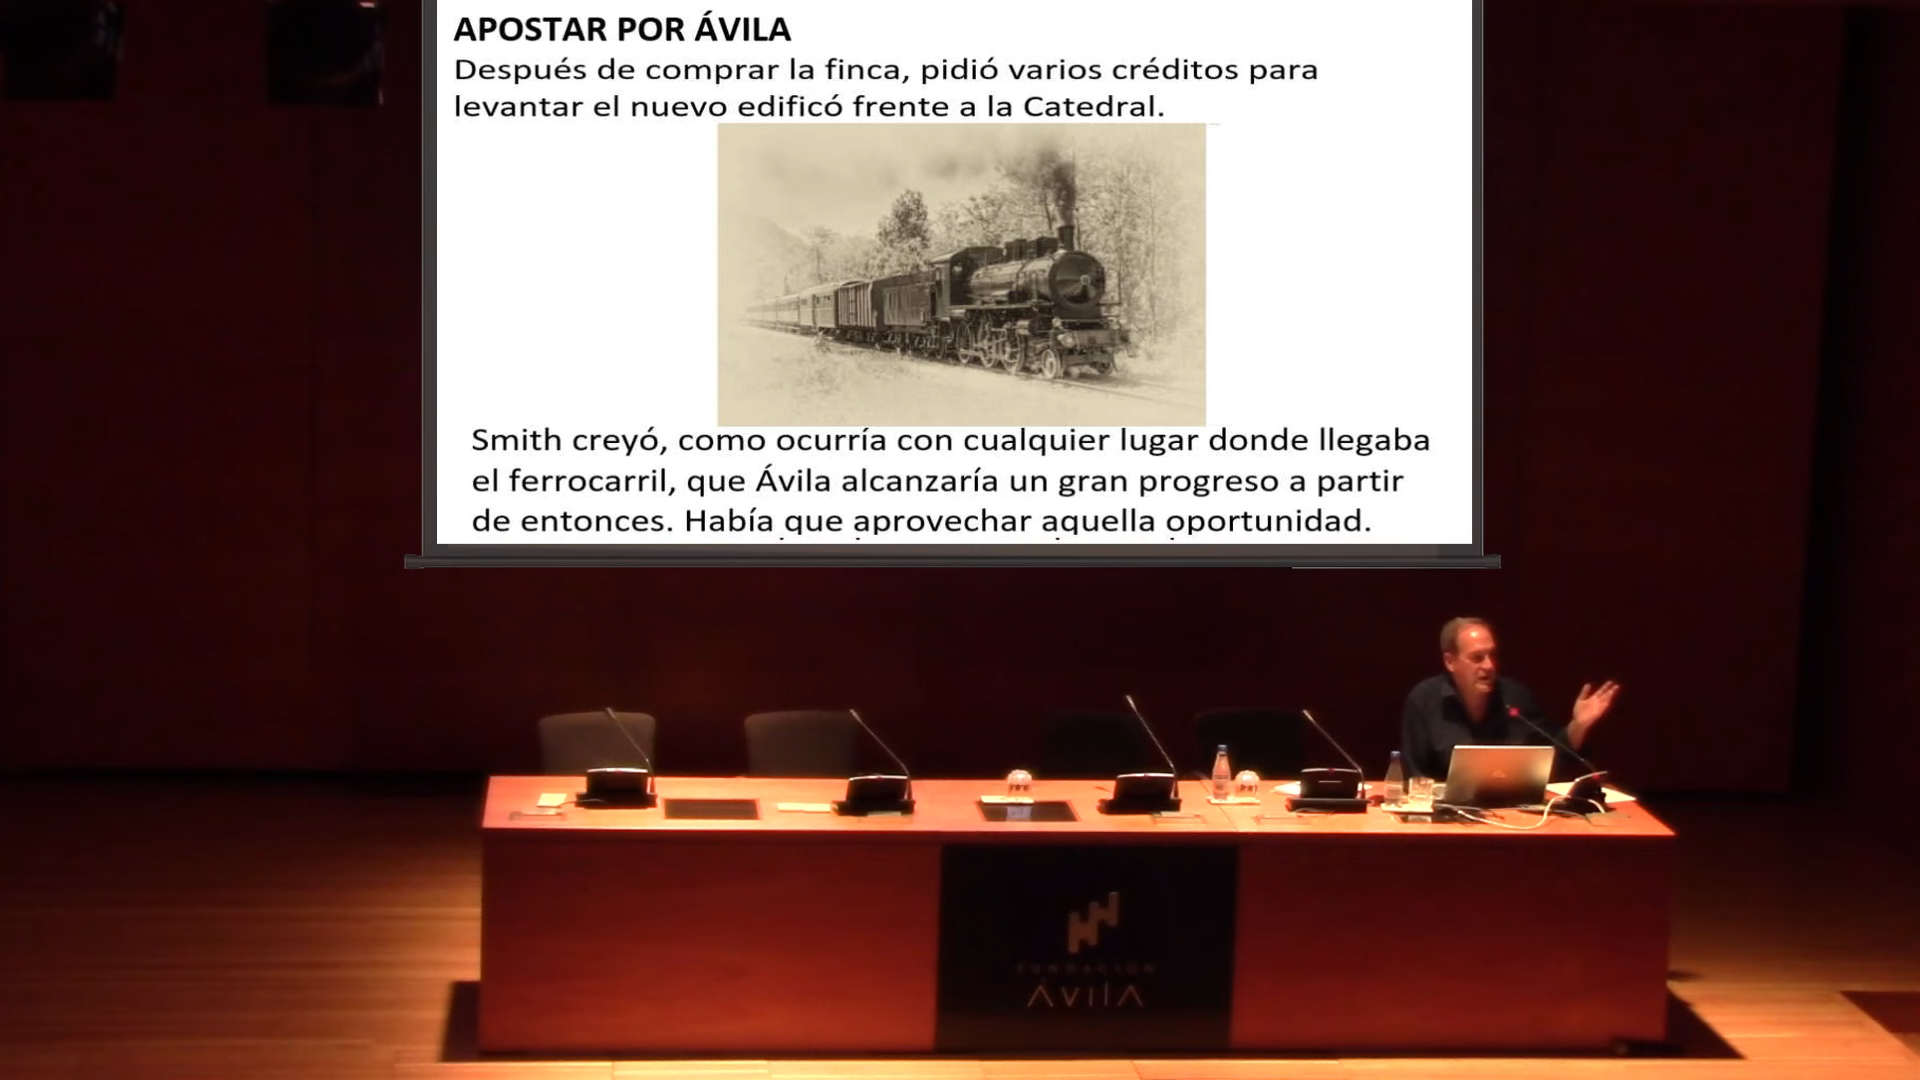 APOSTAR POR ÁVILA
Después de comprar la finca, pidió varios créditos para
levantar el nuevo edificó frente a la Catedral.
Smith creyó, como ocurría con cualquier lugar donde llegaba
el ferrocarril, que Ávila alcanzaría un gran progreso a partir
de entonces. Había que aprovechar aquella oportunidad.
FUNDACIÓN
ÁVILA